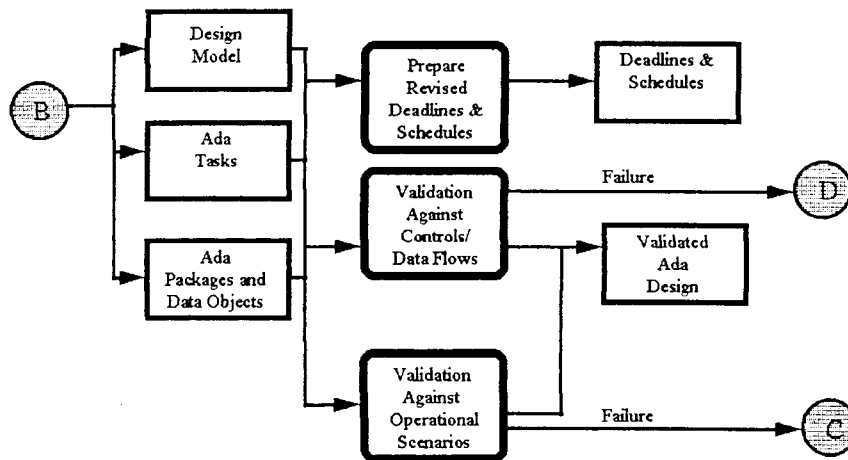 B
Design
Model
Ada
Tasks
Ada
Packages and
Data Objects
Prepare
Revised
Deadlines &
Schedules
Validation
Against
Controls/
Data Flows
Validation
Against
Operational
Scenarios
Deadlines &
Schedules
Failure
D
Validated
Ada
Design
Failure
C